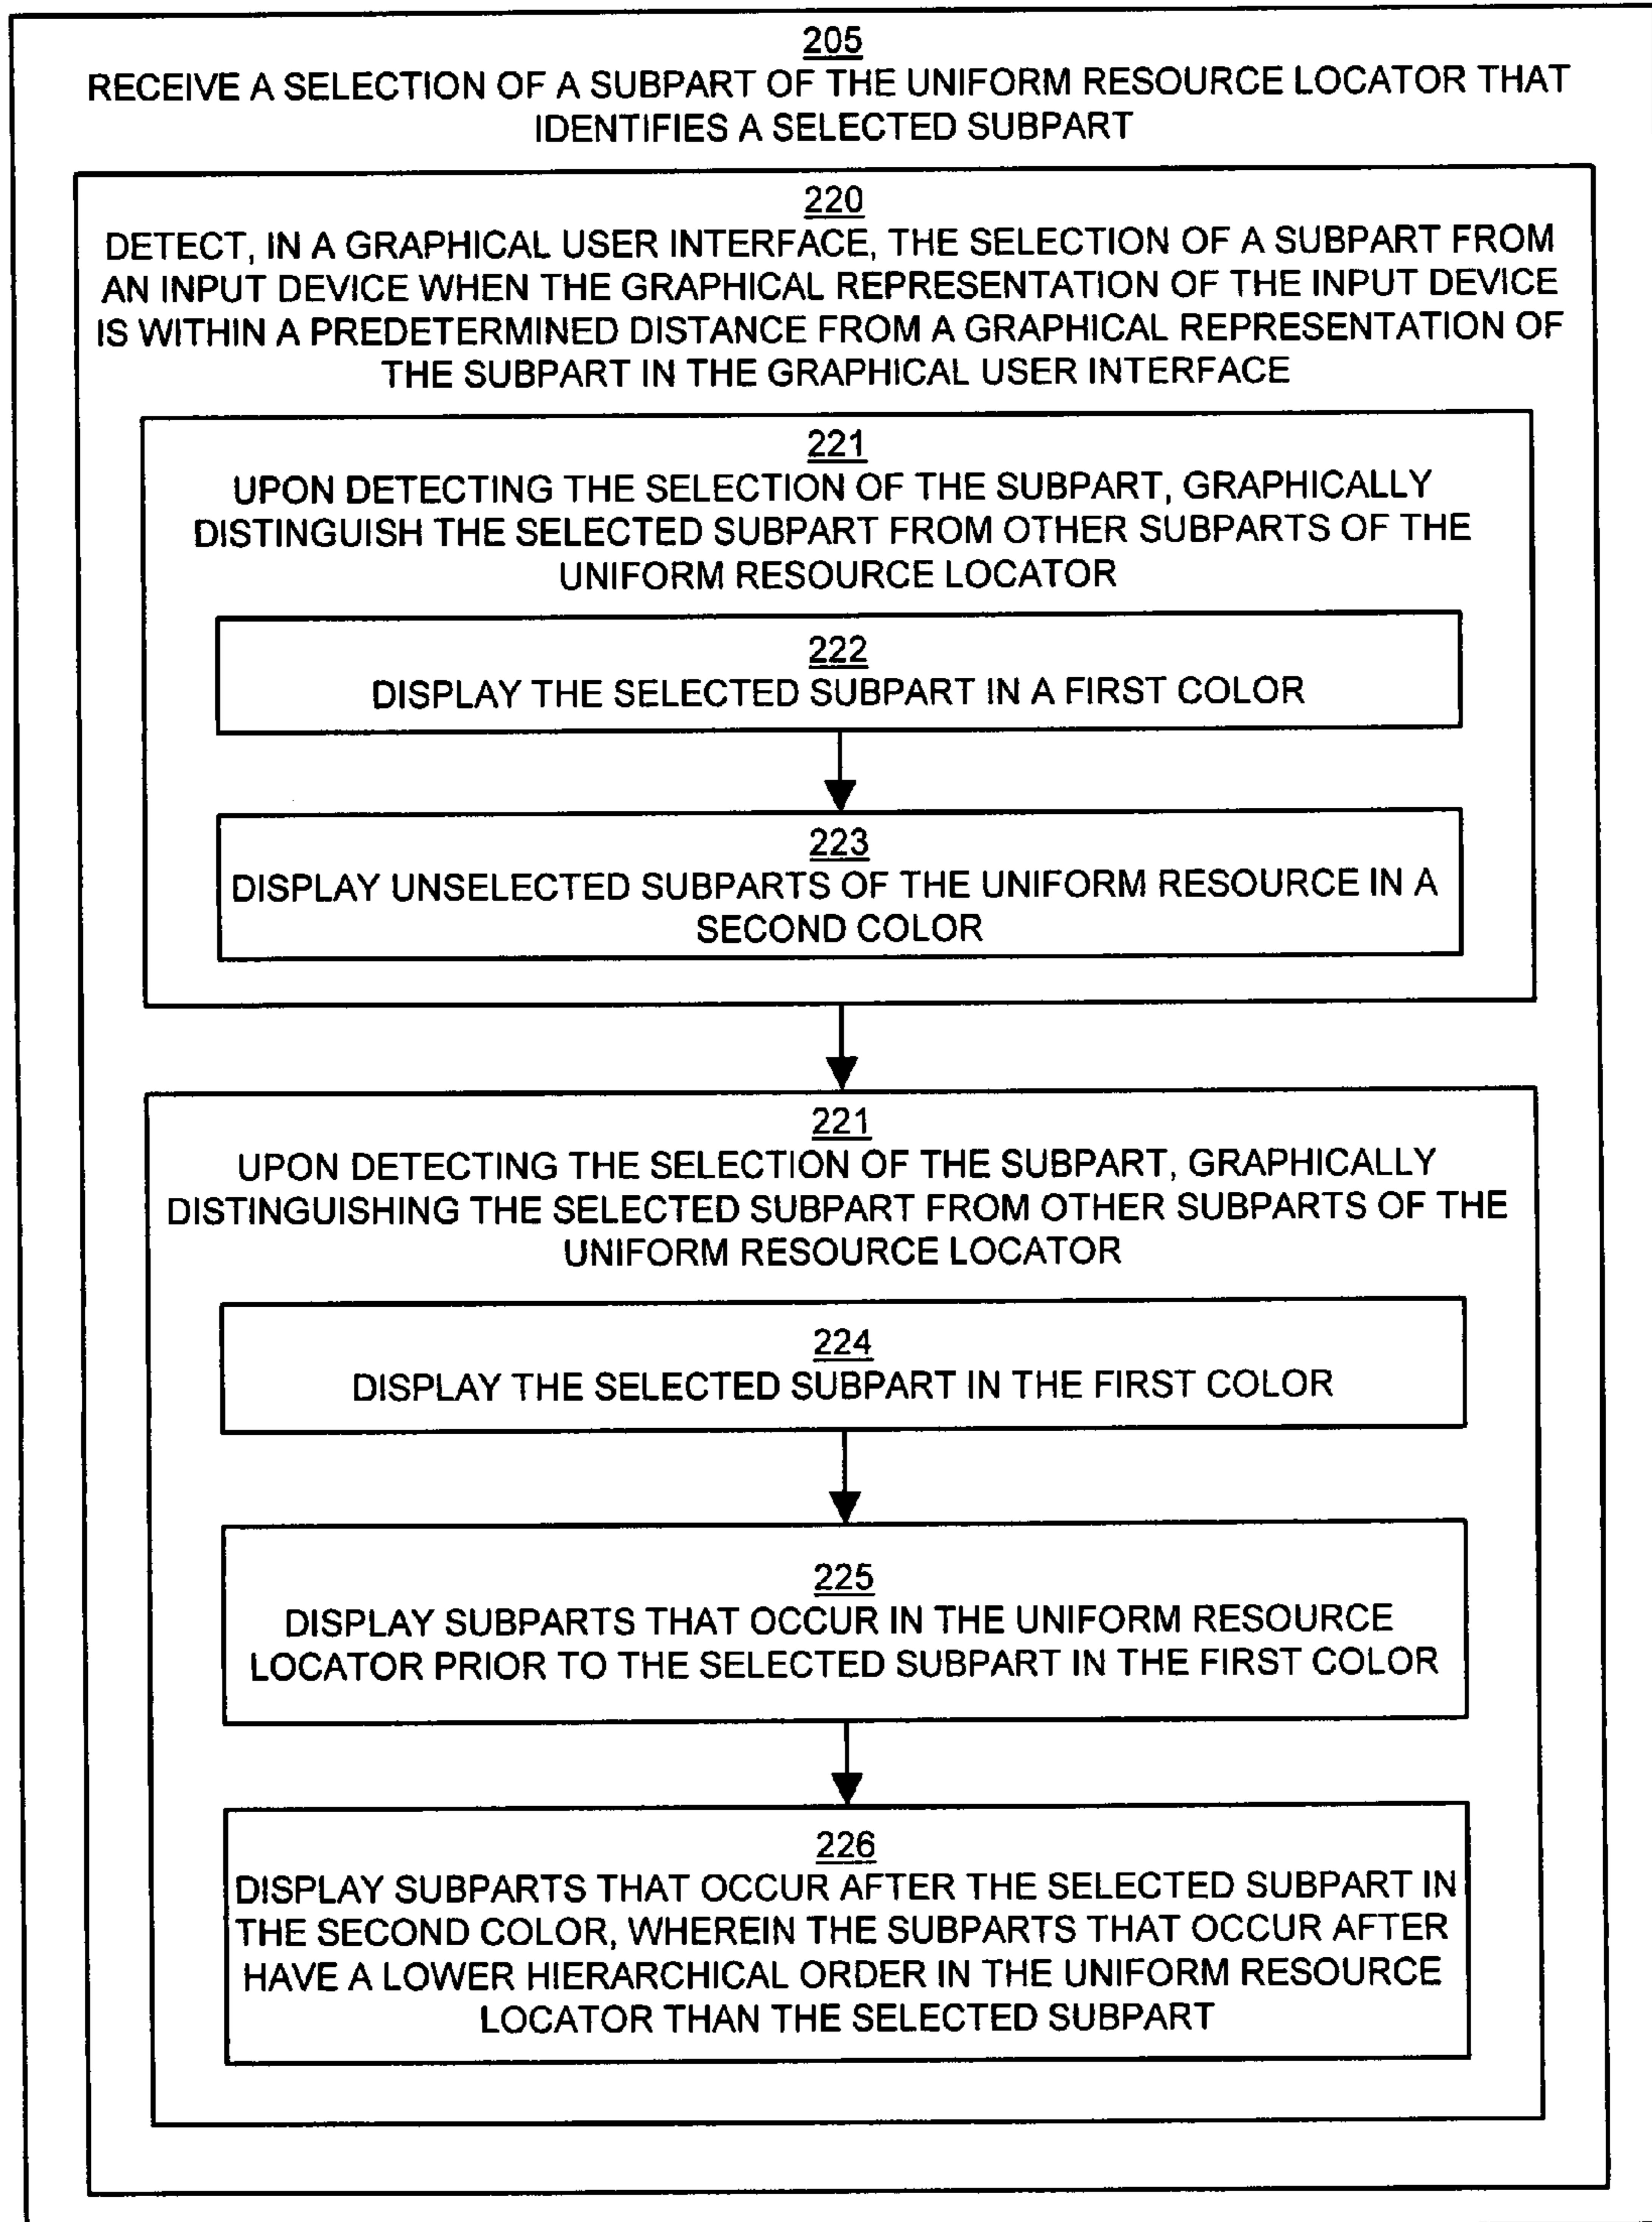 205
RECEIVE A SELECTION OF A SUBPART OF THE UNIFORM RESOURCE LOCATOR THAT
IDENTIFIES A SELECTED SUBPART
220
DETECT, IN A GRAPHICAL USER INTERFACE, THE SELECTION OF A SUBPART FROM
AN INPUT DEVICE WHEN THE GRAPHICAL REPRESENTATION OF THE INPUT DEVICE
IS WITHIN A PREDETERMINED DISTANCE FROM A GRAPHICAL REPRESENTATION OF
THE SUBPART IN THE GRAPHICAL USER INTERFACE
221
UPON DETECTING THE SELECTION OF THE SUBPART, GRAPHICALLY
DISTINGUISH THE SELECTED SUBPART FROM OTHER SUBPARTS OF THE
UNIFORM RESOURCE LOCATOR
222
DISPLAY THE SELECTED SUBPART IN A FIRST COLOR
223
DISPLAY UNSELECTED SUBPARTS OF THE UNIFORM RESOURCE IN A
SECOND COLOR
221
UPON DETECTING THE SELECTION OF THE SUBPART, GRAPHICALLY
DISTINGUISHING THE SELECTED SUBPART FROM OTHER SUBPARTS OF THE
UNIFORM RESOURCE LOCATOR
224
DISPLAY THE SELECTED SUBPART IN THE FIRST COLOR
225
DISPLAY SUBPARTS THAT OCCUR IN THE UNIFORM RESOURCE
LOCATOR PRIOR TO THE SELECTED SUBPART IN THE FIRST COLOR
226
DISPLAY SUBPARTS THAT OCCUR AFTER THE SELECTED SUBPART IN
THE SECOND COLOR, WHEREIN THE SUBPARTS THAT OCCUR AFTER
HAVE A LOWER HIERARCHICAL ORDER IN THE UNIFORM RESOURCE
LOCATOR THAN THE SELECTED SUBPART